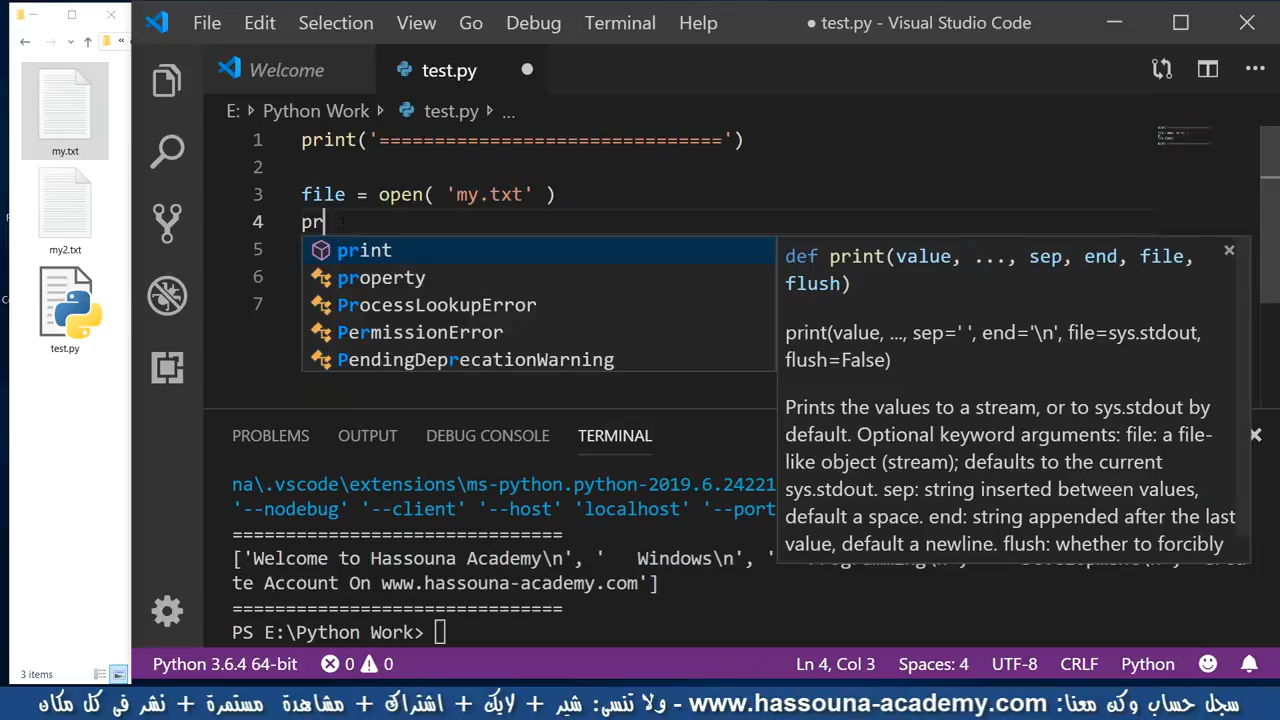 File Edit Selection View Go Debug Terminal Help ● test.py - Visual Studio Code
Welcome test.py
E: Python Work test.py ...
1 print('===============================')
2
3 file = open( 'my.txt' )
4 pr
5
6
7
print
property
ProcessLookupError
PermissionError
PendingDeprecationWarning
def print(value, ..., sep, end, file,
flush)
print(value, ..., sep=' ', end='\n', file=sys.stdout,
flush=False)
Prints the values to a stream, or to sys.stdout by
default. Optional keyword arguments: file: a file-
like object (stream); defaults to the current
sys.stdout. sep: string inserted between values,
default a space. end: string appended after the last
value, default a newline. flush: whether to forcibly
my.txt
my2.txt
test.py
3 items
PROBLEMS OUTPUT DEBUG CONSOLE TERMINAL
na\.vscode\extensions\ms-python.python-2019.6.24221
'--nodebug' '--client' '--host' 'localhost' '--port
==============================
['Welcome to Hassouna Academy\n', '   Windows\n', '
te Account On www.hassouna-academy.com']
==============================
PS E:\Python Work>
Python 3.6.4 64-bit 0 0 Ln 4, Col 3 Spaces: 4 UTF-8 CRLF Python
سجل حساب وكن معنا: www.hassouna-academy.com - ولا تنسى: شير + لايك + اشتراك + مشاهدة مستمرة + نشر فى كل مكان